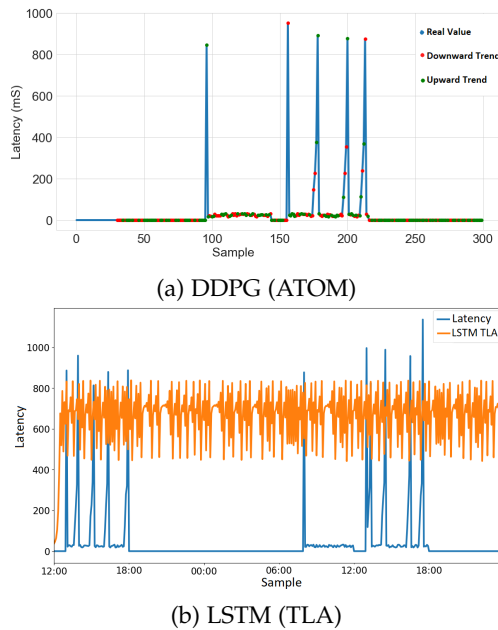 1000
800
600
400
200
0
Latency (mS)
Real Value
Downward Trend
Upward Trend
0 50 100 150 200 250 300
Sample
(a) DDPG (ATOM)
Latency
LSTM TLA
1000
800
600
400
200
0
Latency
12:00 18:00 00:00 06:00 12:00 18:00
Sample
(b) LSTM (TLA)